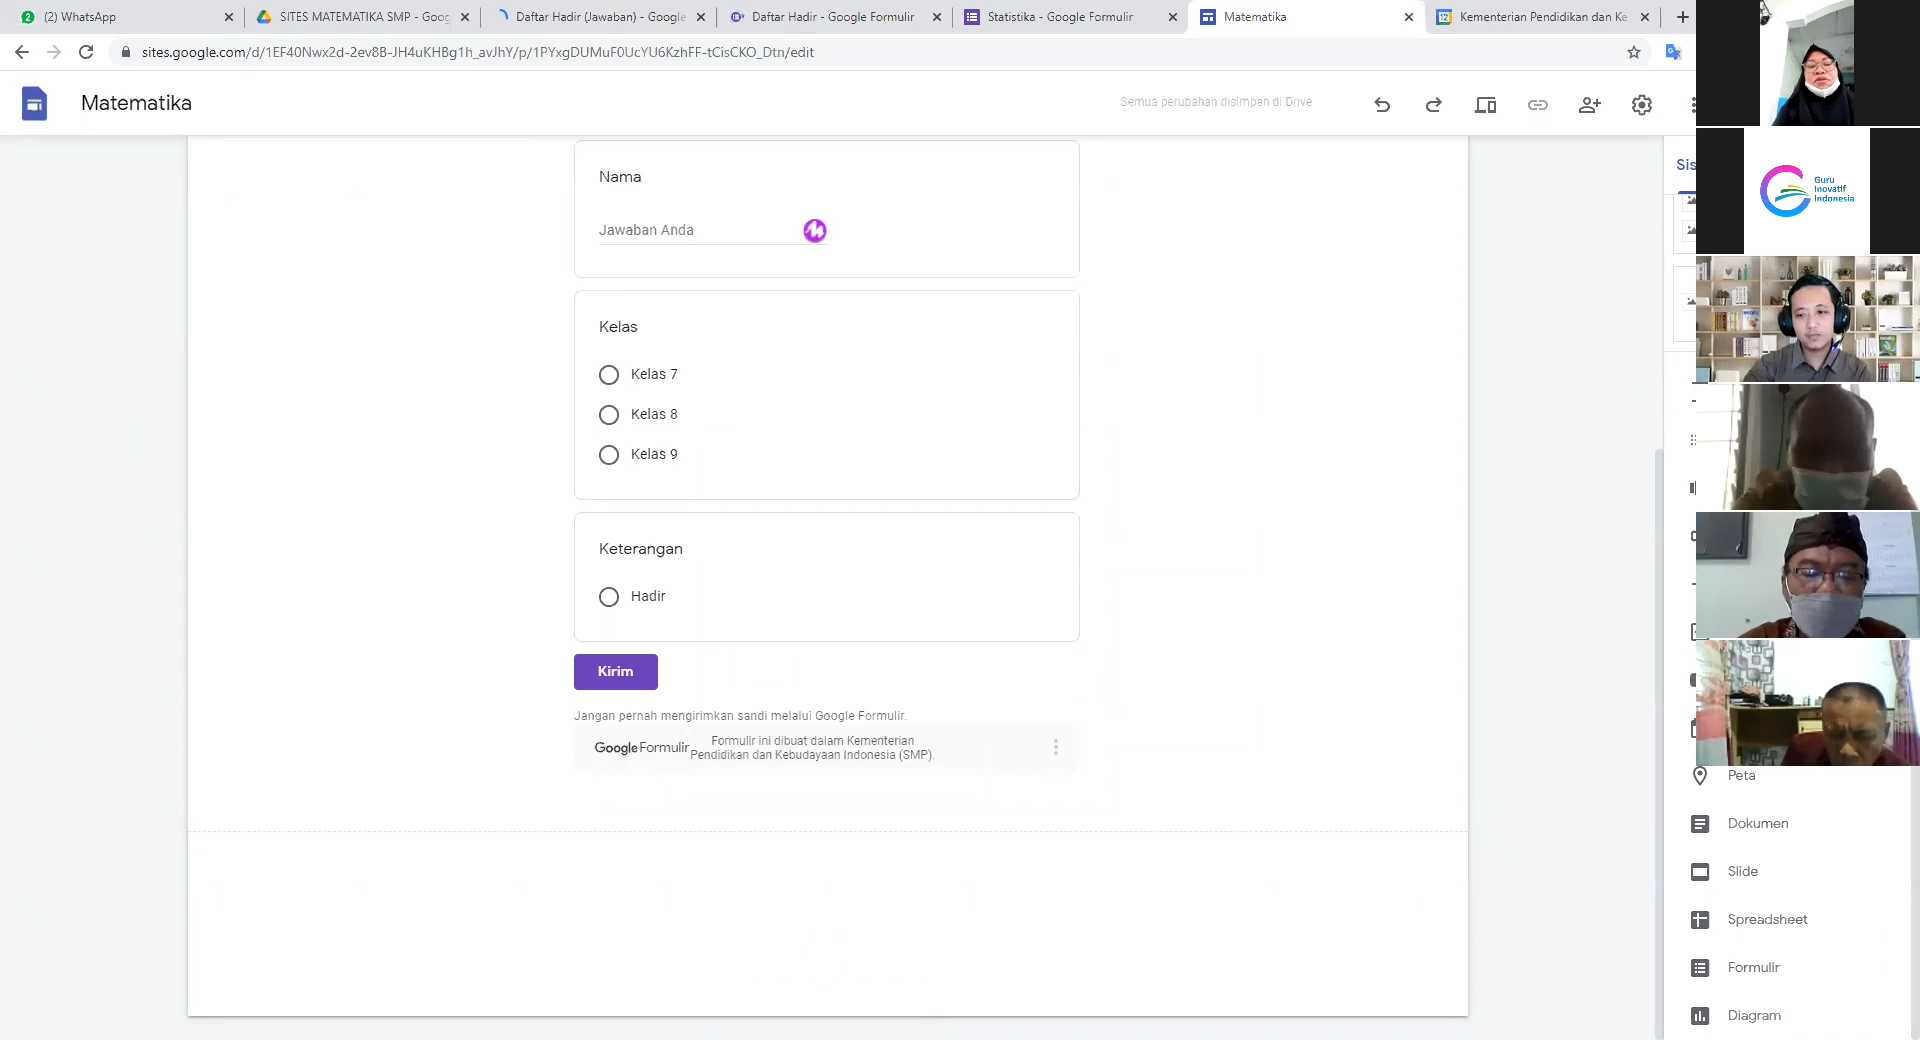 (2) WhatsApp
SITES MATEMATIKA SMP - Goog
Daftar Hadir (Jawaban) - Google
Daftar Hadir - Google Formulir
Statistika - Google Formulir
Matematika
Kementerian Pendidikan dan Ke
sites.google.com/d/1EF40Nwx2d-2ev8B-JH4uKHBg1h_avJhY/p/1PYxgDUMuF0UcYU6KzhFF-tCisCKO_Dtn/edit
Matematika
Semua perubahan disimpan di Drive
Sis
Guru
Inovatif
Indonesia
Nama
Jawaban Anda
Kelas
Kelas 7
Kelas 8
Kelas 9
Keterangan
Hadir
Kirim
Jangan pernah mengirimkan sandi melalui Google Formulir.
Google Formulir
Formulir ini dibuat dalam Kementerian
Pendidikan dan Kebudayaan Indonesia (SMP).
Peta
Dokumen
Slide
Spreadsheet
Formulir
Diagram